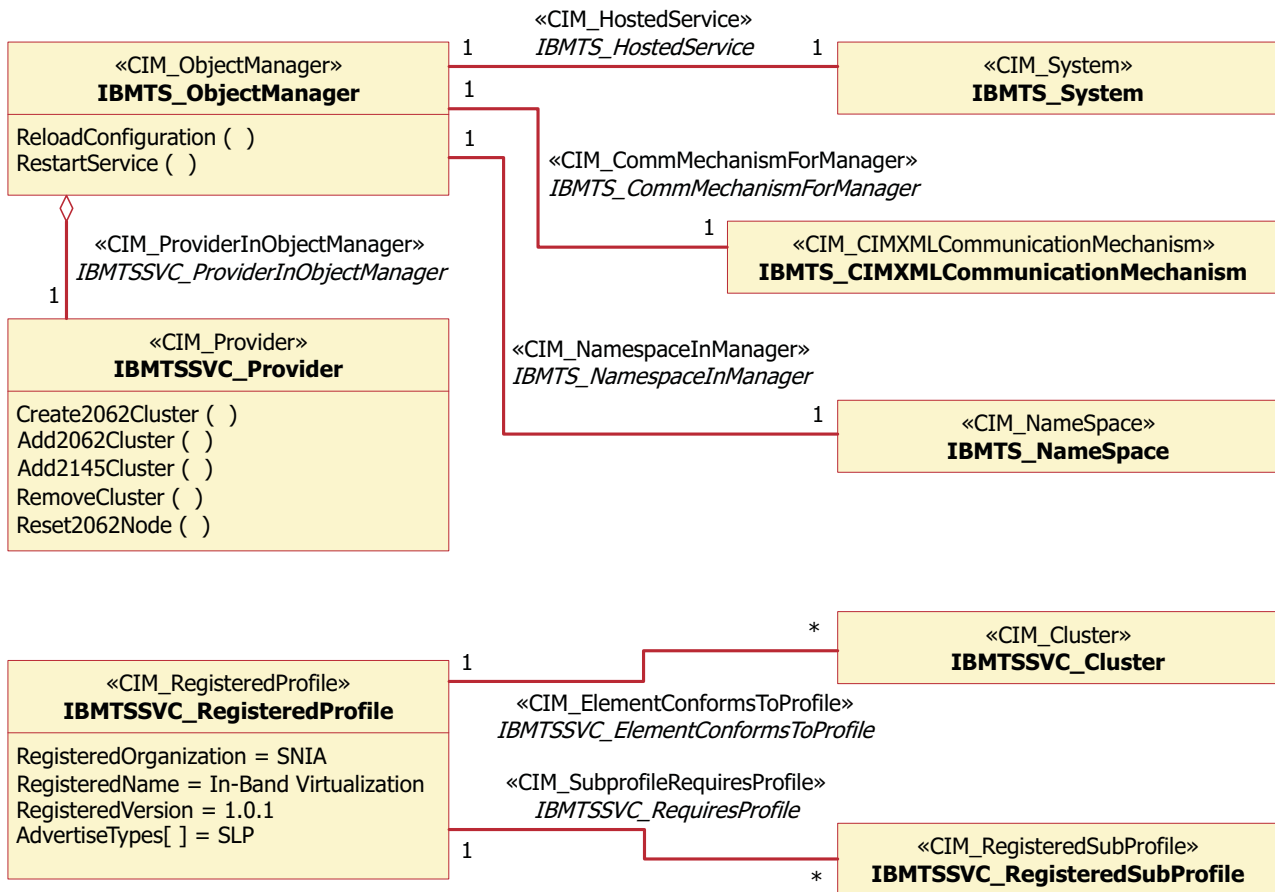 «CIM_HostedService»
1 IBMTS_HostedService 1
«CIM_ObjectManager»
IBMTS_ObjectManager
«CIM_System»
IBMTS_System
1
ReloadConfiguration ( )
RestartService ( )
1
«CIM_CommMechanismForManager»
IBMTS_CommMechanismForManager
1
«CIM_CIMXMLCommunicationMechanism»
IBMTS_CIMXMLCommunicationMechanism
«CIM_ProviderInObjectManager»
IBMTSSVC_ProviderInObjectManager
1
«CIM_Provider»
IBMTSSVC_Provider
Create2062Cluster ( )
Add2062Cluster ( )
Add2145Cluster ( )
RemoveCluster ( )
Reset2062Node ( )
«CIM_NamespaceInManager»
IBMTS_NamespaceInManager
1
«CIM_NameSpace»
IBMTS_NameSpace
*
«CIM_Cluster»
IBMTSSVC_Cluster
1
«CIM_RegisteredProfile»
IBMTSSVC_RegisteredProfile
«CIM_ElementConformsToProfile»
IBMTSSVC_ElementConformsToProfile
RegisteredOrganization = SNIA
RegisteredName = In-Band Virtualization
RegisteredVersion = 1.0.1
AdvertiseTypes[ ] = SLP
«CIM_SubprofileRequiresProfile»
IBMTSSVC_RequiresProfile
1
*
«CIM_RegisteredSubProfile»
IBMTSSVC_RegisteredSubProfile